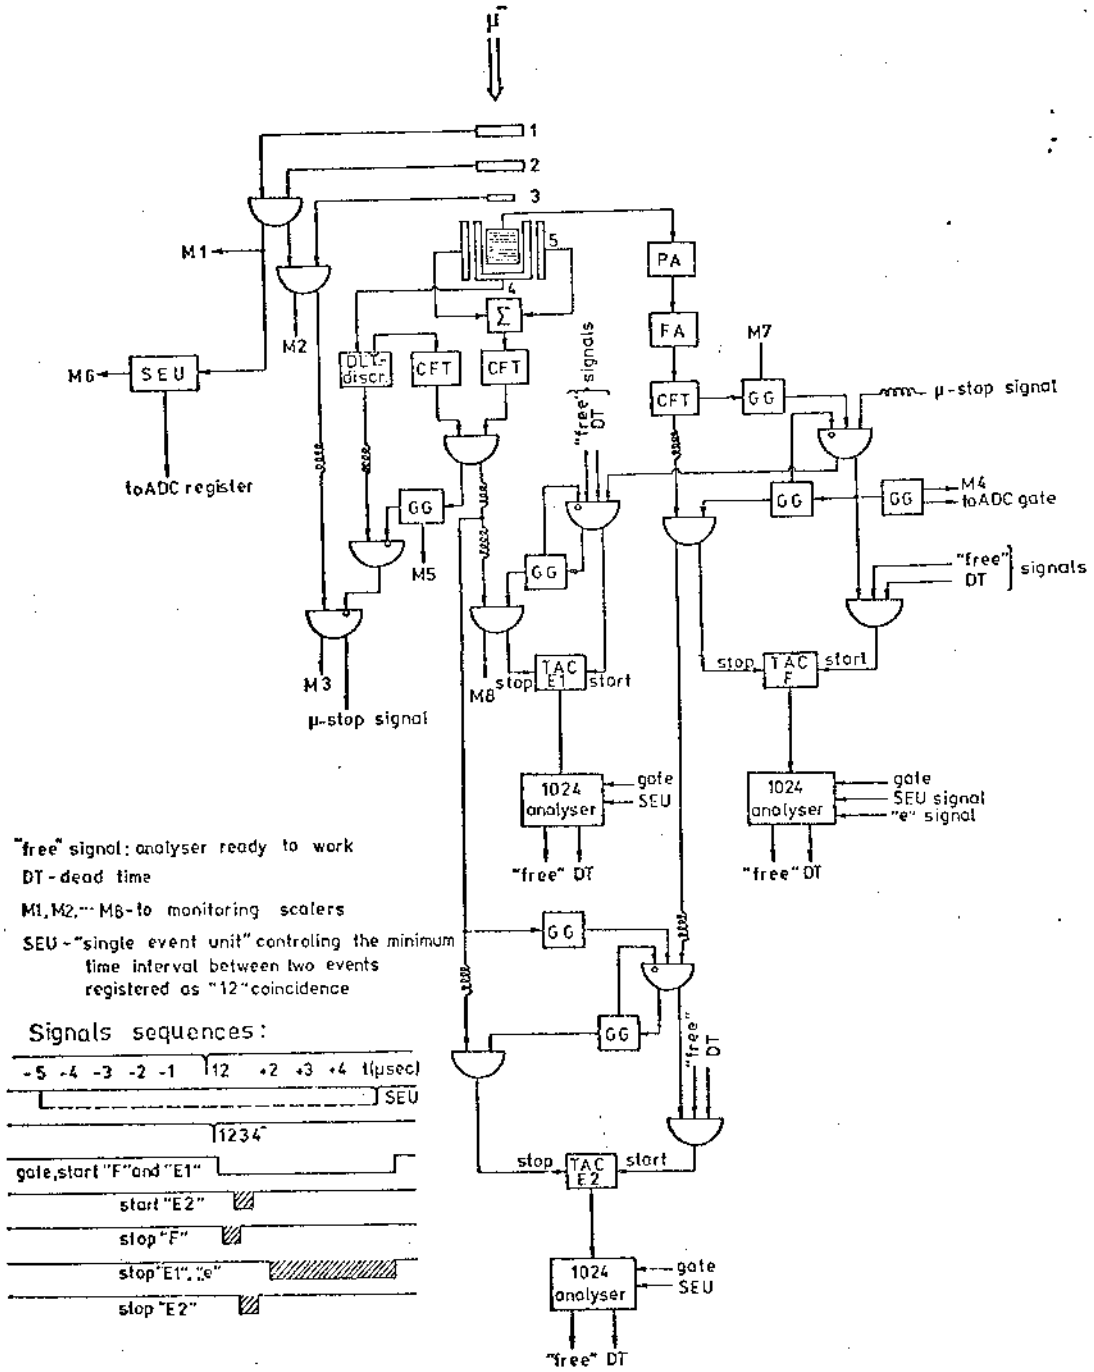 μ⁻
1
2
3
5
4
M1
M2
M6
SEU
to ADC register
Σ
DLT-
discr.
CFT
CFT
PA
FA
CFT
M7
GG
μ-stop signal
"free"
DT
signals
GG
GG
M4
to ADC gate
GG
M5
GG
"free"
DT
signals
M3
μ-stop signal
M8
stop
TAC
E1
start
stop
TAC
F
start
1024
analyser
gate
SEU
"free" DT
1024
analyser
gate
SEU signal
"e" signal
"free" DT
"free" signal: analyser ready to work
DT - dead time
M1, M2, ... M8 - to monitoring scalers
SEU - "single event unit" controling the minimum
time interval between two events
registered as "12" coincidence
GG
GG
"free"
DT
stop
TAC
E2
start
1024
analyser
gate
SEU
"free" DT
Signals sequences:
-5 -4 -3 -2 -1 12 +2 +3 +4 t(μsec)
SEU
1234⁻
gate, start "F" and "E1"
start "E2"
stop "F"
stop "E1", "e"
stop "E2"